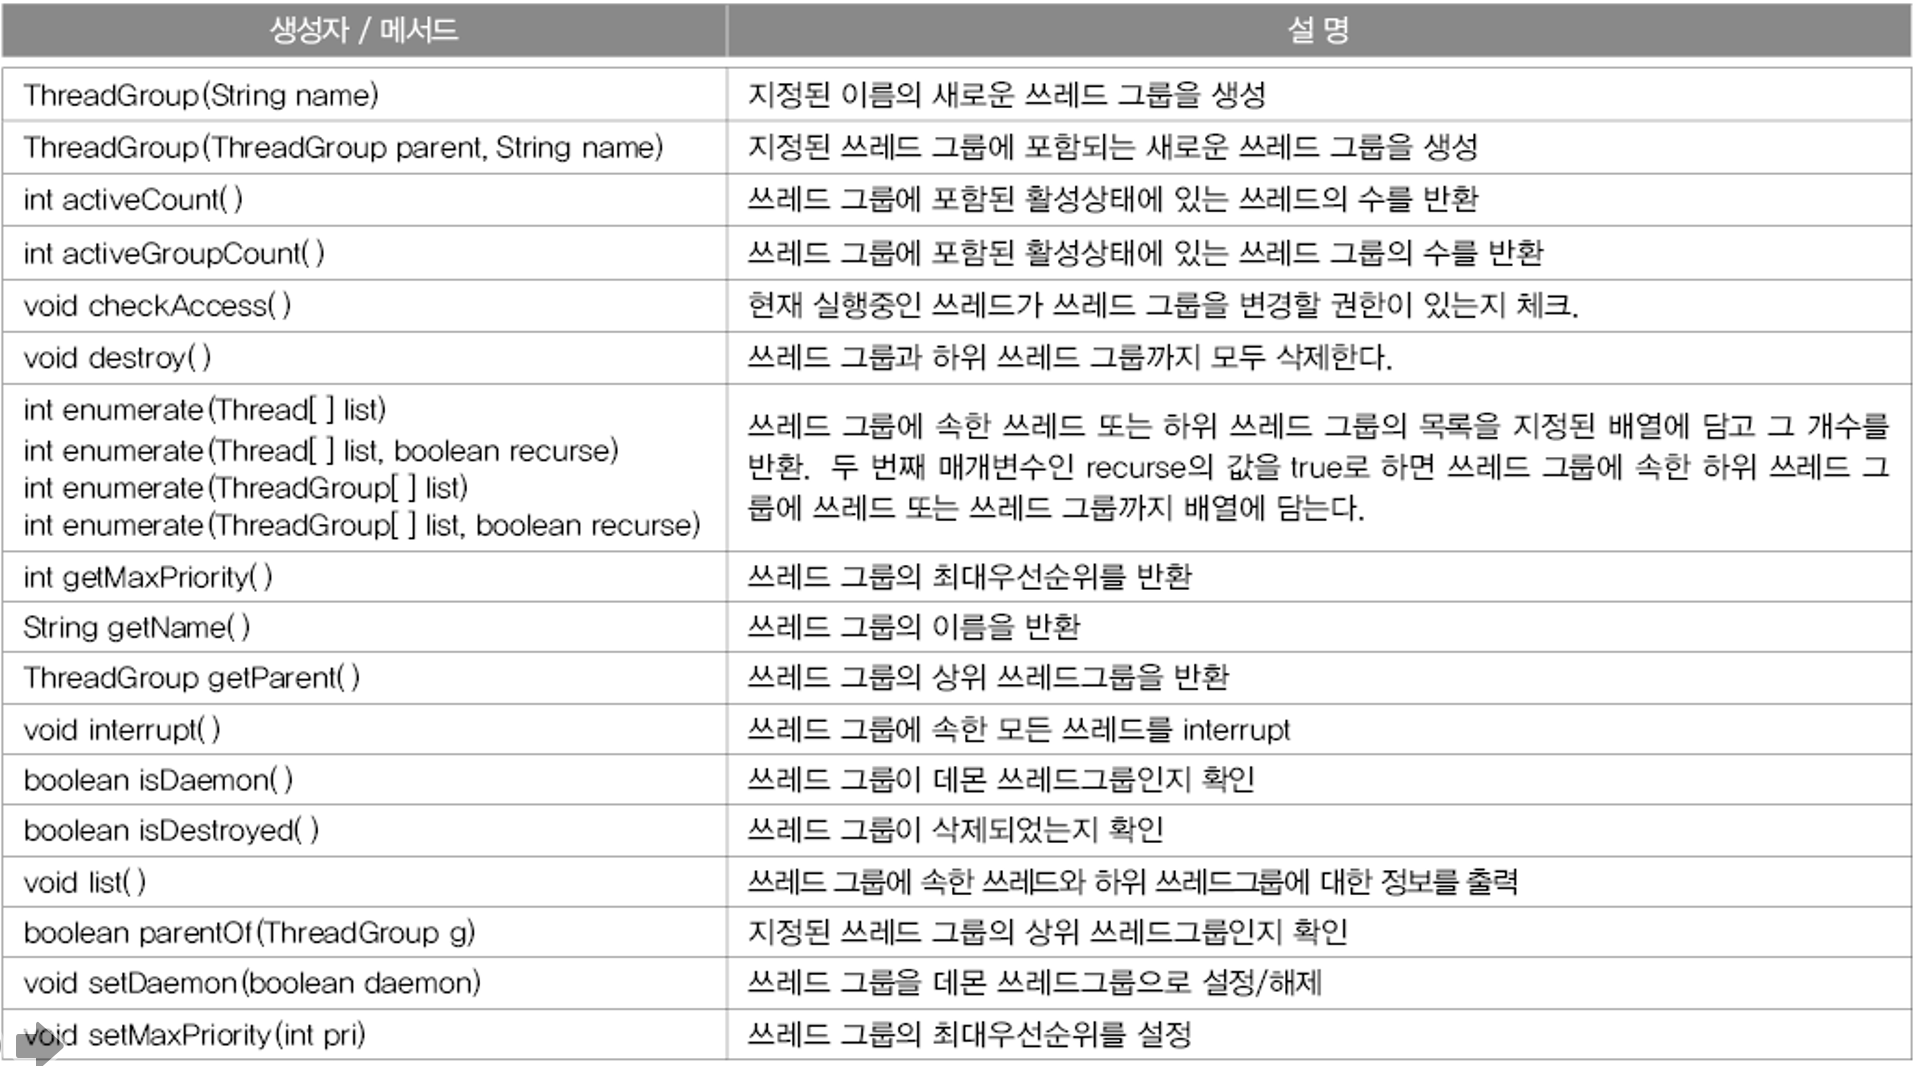 생성자 / 메서드
설 명
ThreadGroup(String name)
지정된 이름의 새로운 쓰레드 그룹을 생성
ThreadGroup(ThreadGroup parent, String name)
지정된 쓰레드 그룹에 포함되는 새로운 쓰레드 그룹을 생성
int activeCount( )
쓰레드 그룹에 포함된 활성상태에 있는 쓰레드의 수를 반환
int activeGroupCount( )
쓰레드 그룹에 포함된 활성상태에 있는 쓰레드 그룹의 수를 반환
void checkAccess( )
현재 실행중인 쓰레드가 쓰레드 그룹을 변경할 권한이 있는지 체크.
void destroy( )
쓰레드 그룹과 하위 쓰레드 그룹까지 모두 삭제한다.
int enumerate(Thread[ ] list)
int enumerate(Thread[ ] list, boolean recurse)
int enumerate(ThreadGroup[ ] list)
int enumerate(ThreadGroup[ ] list, boolean recurse)
쓰레드 그룹에 속한 쓰레드 또는 하위 쓰레드 그룹의 목록을 지정된 배열에 담고 그 개수를
반환. 두 번째 매개변수인 recurse의 값을 true로 하면 쓰레드 그룹에 속한 하위 쓰레드 그
룹에 쓰레드 또는 쓰레드 그룹까지 배열에 담는다.
int getMaxPriority( )
쓰레드 그룹의 최대우선순위를 반환
String getName( )
쓰레드 그룹의 이름을 반환
ThreadGroup getParent( )
쓰레드 그룹의 상위 쓰레드그룹을 반환
void interrupt( )
쓰레드 그룹에 속한 모든 쓰레드를 interrupt
boolean isDaemon( )
쓰레드 그룹이 데몬 쓰레드그룹인지 확인
boolean isDestroyed( )
쓰레드 그룹이 삭제되었는지 확인
void list( )
쓰레드 그룹에 속한 쓰레드와 하위 쓰레드그룹에 대한 정보를 출력
boolean parentOf(ThreadGroup g)
지정된 쓰레드 그룹의 상위 쓰레드그룹인지 확인
void setDaemon(boolean daemon)
쓰레드 그룹을 데몬 쓰레드그룹으로 설정/해제
void setMaxPriority(int pri)
쓰레드 그룹의 최대우선순위를 설정